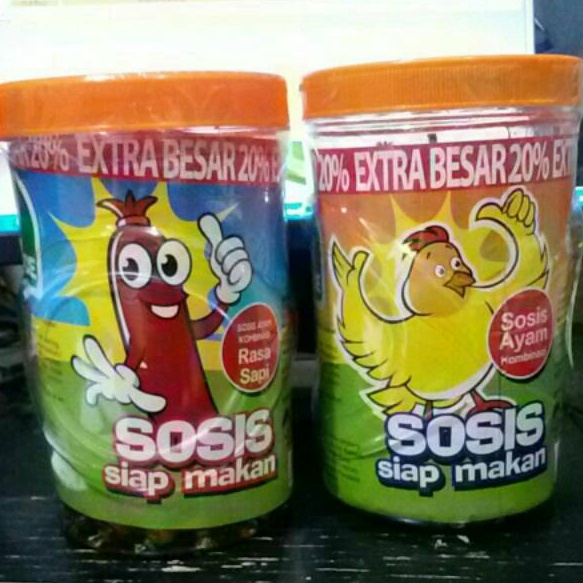 20% EXTRA BESAR 20%
SOSIS AYAM
KOMBINASI
Rasa
Sapi
SOSIS
siap makan
20% EXTRA BESAR 20% EXT
Sosis
Ayam
Kombinasi
SOSIS
siap makan